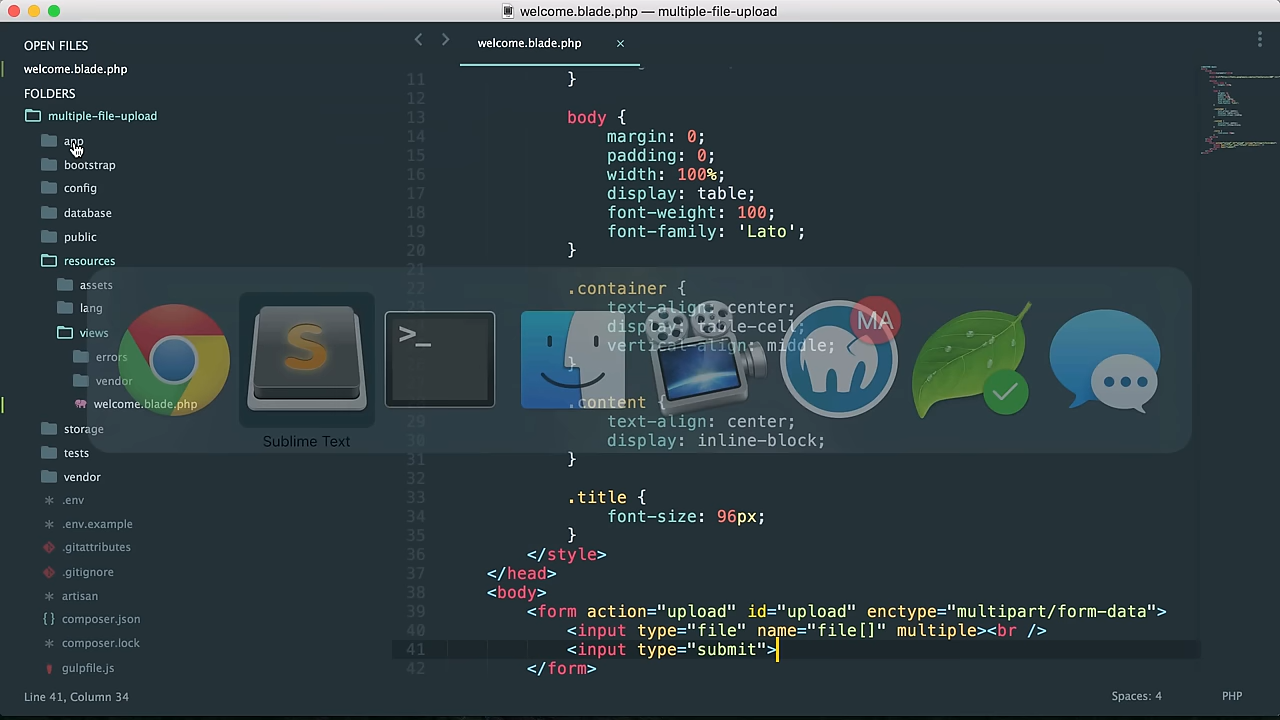 welcome.blade.php — multiple-file-upload
OPEN FILES
welcome.blade.php
FOLDERS
multiple-file-upload
app
bootstrap
config
database
public
resources
assets
lang
views
errors
vendor
welcome.blade.php
storage
tests
vendor
.env
.env.example
.gitattributes
.gitignore
artisan
composer.json
composer.lock
gulpfile.js
welcome.blade.php
11 }
12
13 body {
14 margin: 0;
15 padding: 0;
16 width: 100%;
17 display: table;
18 font-weight: 100;
19 font-family: 'Lato';
20 }
21
22 .container {
23 text-align: center;
display: table-cell;
vertical-align: middle;
}
.content {
29 text-align: center;
30 display: inline-block;
31 }
32
33 .title {
34 font-size: 96px;
35 }
36 </style>
37 </head>
38 <body>
39 <form action="upload" id="upload" enctype="multipart/form-data">
40 <input type="file" name="file[]" multiple><br />
41 <input type="submit">
42 </form>
>_
S
MA
Sublime Text
Line 41, Column 34
Spaces: 4
PHP